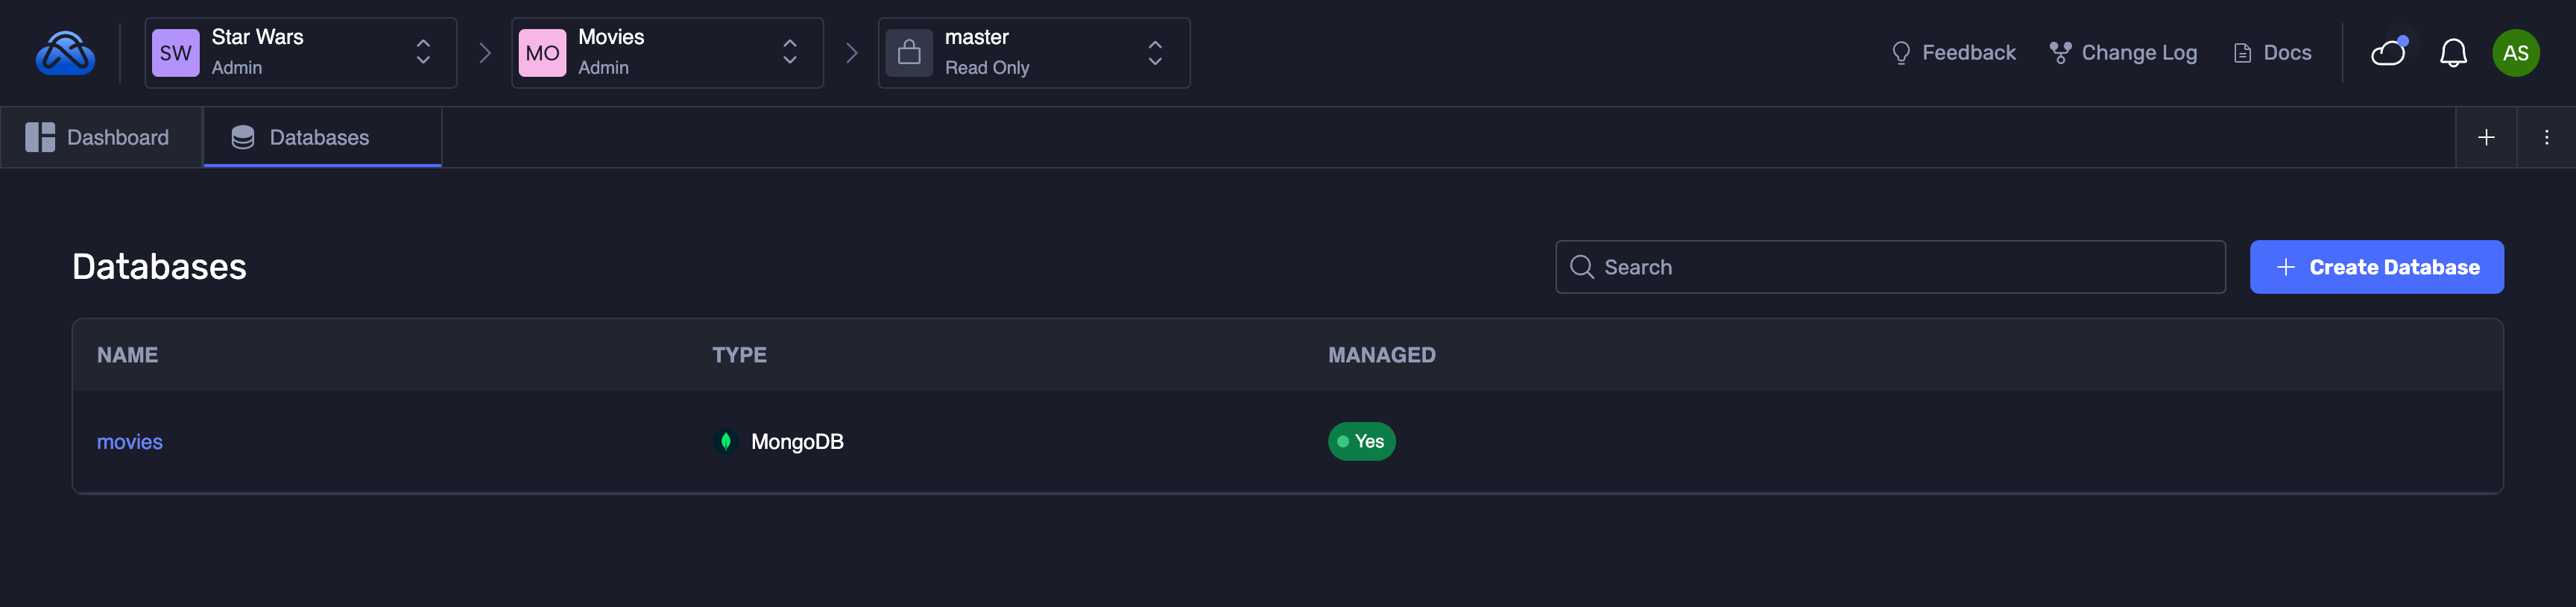 SW
Star Wars
Admin
MO
Movies
Admin
master
Read Only
Feedback
Change Log
Docs
AS
Dashboard
Databases
Databases
Search
Create Database
NAME
TYPE
MANAGED
movies
MongoDB
Yes